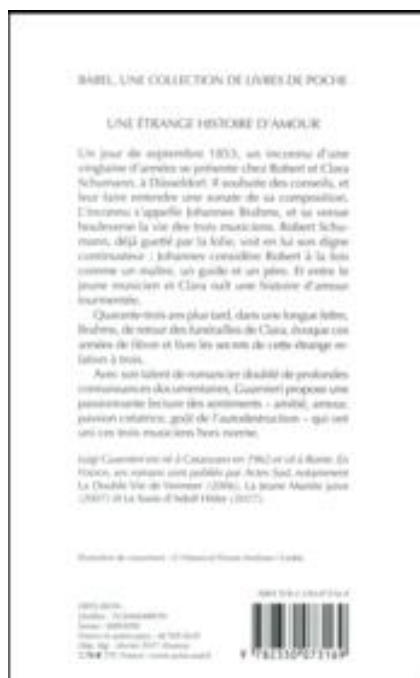 BABEL, UNE COLLECTION DE LIVRES DE POCHE
UNE ÉTRANGE HISTOIRE D'AMOUR
Un jour de septembre 1853, un inconnu d'une
vingtaine d'années se présente chez Robert et Clara
Schumann, à Düsseldorf. Il souhaite des conseils, et
leur faire entendre une sonate de sa composition.
L'inconnu s'appelle Johannes Brahms, et sa venue
bouleverse la vie des trois musiciens. Robert Schu-
mann, déjà guetté par la folie, voit en lui son digne
continuateur ; Johannes considère Robert à la fois
comme un maître, un guide et un père. Et entre le
jeune musicien et Clara naît une histoire d'amour
tourmentée.
Quarante-trois ans plus tard, dans une longue lettre,
Brahms, de retour des funérailles de Clara, évoque ces
années de fièvre et livre les secrets de cette étrange re-
lation à trois.
Avec son talent de romancier doublé de profondes
connaissances documentaires, Guarnieri propose une
passionnante lecture des sentiments – amitié, amour,
passion créatrice, goût de l'autodestruction – qui ont
uni ces trois musiciens hors norme.
Luigi Guarnieri est né à Catanzaro en 1962 et vit à Rome. En
France, ses romans sont publiés par Actes Sud, notamment
La Double Vie de Vermeer (2006), La Jeune Mariée juive
(2007)
Illustration de couverture :
9 782330 073169